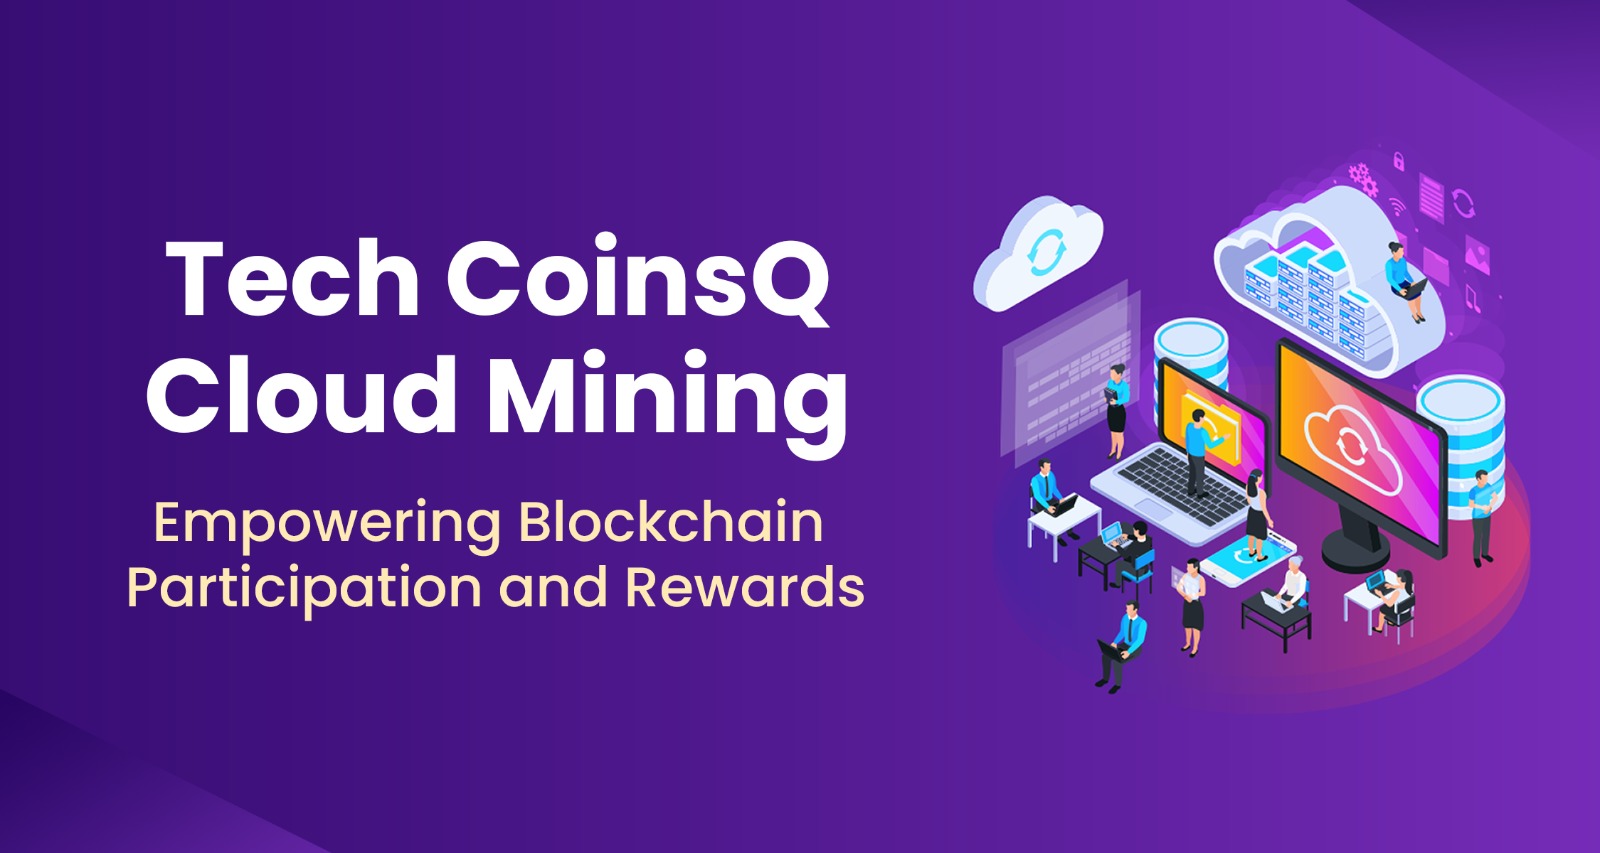 Tech CoinsQ
Cloud Mining
Empowering Blockchain
Participation and Rewards